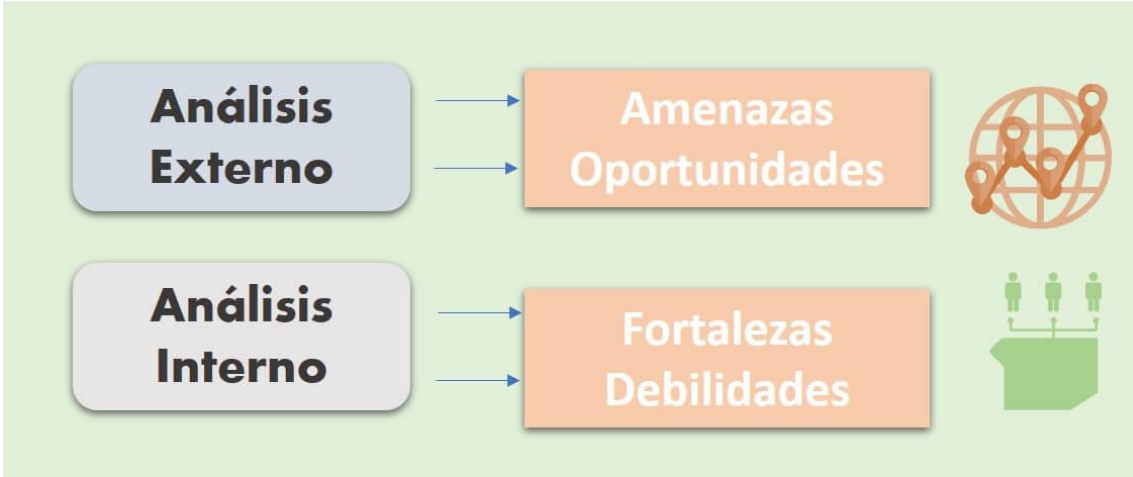 Análisis
Externo
Amenazas
Oportunidades
Análisis
Interno
Fortalezas
Debilidades